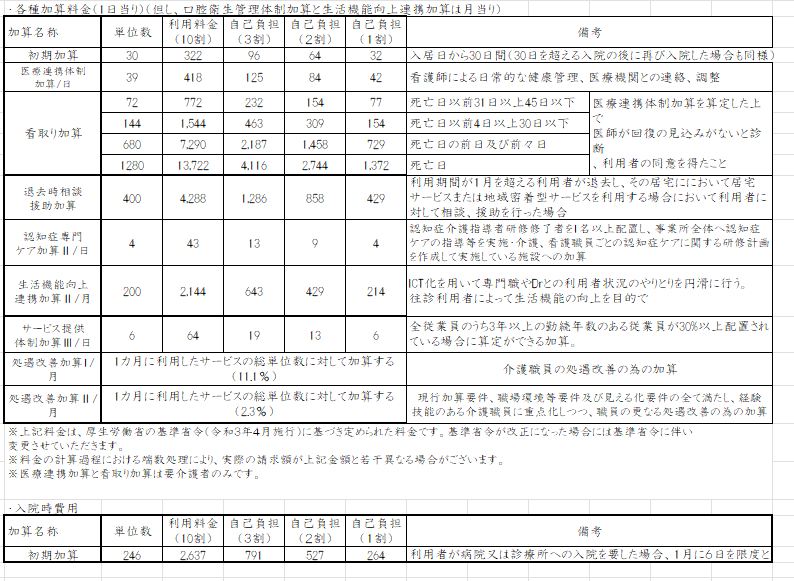 ・各種加算料金(1日当り)(但し、口腔衛生管理体制加算と生活機能向上連携加算は月当り)
加算名称 単位数 利用料金(10割) 自己負担(3割) 自己負担(2割) 自己負担(1割) 備考
初期加算 30 322 96 64 32 入居日から30日間(30日を超える入院の後に再び入院した場合も同様)
医療連携体制加算/日 39 418 125 84 42 看護師による日常的な健康管理、医療機関との連絡、調整
看取り加算
72 772 232 154 77 死亡日以前31日以上45日以下
144 1,544 463 309 154 死亡日以前4日以上30日以下
680 7,290 2,187 1,458 729 死亡日の前日及び前々日
1280 13,722 4,116 2,744 1,372 死亡日
医療連携体制加算を算定した上
で
医師が回復の見込みがないと診
断
、利用者の同意を得たこと
退去時相談援助加算 400 4,288 1,286 858 429
利用期間が1月を超える利用者が退去し、その居宅ににおいて居宅
サービスまたは地域密着型サービスを利用する場合において利用者に
対して相談、援助を行った場合
認知症専門ケア加算Ⅱ/日 4 43 13 9 4
認知症介護指導者研修修了者を1名以上配置し、事業所全体へ認知症
ケアの指導等を実施・介護、看護職員ごとの認知症ケアに関する研修計画
を作成して実施している施設への加算
生活機能向上連携加算Ⅱ/月 200 2,144 643 429 214
ICT化を用いて専門職やDrとの利用者状況のやりとりを円滑に行う。
往診利用者によって生活機能の向上を目的で
サービス提供体制加算Ⅲ/日 6 64 19 13 6
全従業員のうち3年以上の勤続年数のある従業員が30%以上配置され
ている場合に算定ができる加算。
処遇改善加算Ⅰ/月 1カ月に利用したサービスの総単位数に対して加算する(11.1%) 介護職員の処遇改善の為の加算
処遇改善加算Ⅱ/月 1カ月に利用したサービスの総単位数に対して加算する(2.3%)
現行加算要件、職場環境等要件及び見える化要件の全て満たし、経験
技能のある介護職員に重点化しつつ、職員の更なる処遇改善の為の加算
※上記料金は、厚生労働省の基準省令(令和3年4月施行)に基づき定められた料金です。基準省令が改正になった場合には基準省令に伴い
変更させていただきます。
※料金の計算過程における端数処理により、実際の請求額が上記金額と若干異なる場合がございます。
※医療連携加算と看取り加算は要介護者のみです。
・入院時費用
加算名称 単位数 利用料金(10割) 自己負担(3割) 自己負担(2割) 自己負担(1割) 備考
初期加算 246 2,637 791 527 264 利用者が病院又は診療所への入院を要した場合、1月に6日を限度と